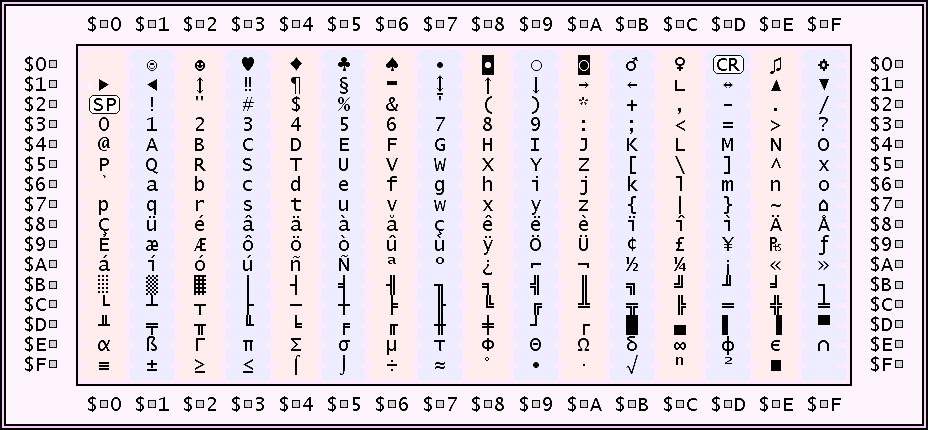 $▫0 $▫1 $▫2 $▫3 $▫4 $▫5 $▫6 $▫7 $▫8 $▫9 $▫A $▫B $▫C $▫D $▫E $▫F
$0▫ ☺ ☻ ♥ ♦ ♣ ♠ • ◘ ○ ◙ ♂ ♀ CR ♫ ☼ $0▫
$1▫ ► ◄ ↕ ‼ ¶ § ▬ ↨ ↑ ↓ → ← ∟ ↔ ▲ ▼ $1▫
$2▫ SP ! " # $ % & ' ( ) * + , - . / $2▫
$3▫ 0 1 2 3 4 5 6 7 8 9 : ; < = > ? $3▫
$4▫ @ A B C D E F G H I J K L M N O $4▫
$5▫ P Q R S T U V W X Y Z [ \ ] ^ x $5▫
$6▫ ` a b c d e f g h i j k l m n o $6▫
$7▫ p q r s t u v w x y z { | } ~ ⌂ $7▫
$8▫ Ç ü é â ä à å ç ê ë è ï î ì Ä Å $8▫
$9▫ É æ Æ ô ö ò û ù ÿ Ö Ü ¢ £ ¥ ₧ ƒ $9▫
$A▫ á í ó ú ñ Ñ ª º ¿ ⌐ ¬ ½ ¼ ¡ « » $A▫
$B▫ ░ ▒ ▓ │ ┤ ╡ ╢ ╖ ╕ ╣ ║ ╗ ╝ ╜ ╛ ┐ $B▫
$C▫ └ ┴ ┬ ├ ─ ┼ ╞ ╟ ╚ ╔ ╩ ╦ ╠ ═ ╬ ╧ $C▫
$D▫ ╨ ╤ ╥ ╙ ╘ ╒ ╓ ╫ ╪ ┘ ┌ █ ▄ ▌ ▐ ▀ $D▫
$E▫ α ß Γ π Σ σ µ τ Φ Θ Ω δ ∞ φ ε ∩ $E▫
$F▫ ≡ ± ≥ ≤ ⌠ ⌡ ÷ ≈ ° ∙ · √ ⁿ ² ■ $F▫
$▫0 $▫1 $▫2 $▫3 $▫4 $▫5 $▫6 $▫7 $▫8 $▫9 $▫A $▫B $▫C $▫D $▫E $▫F